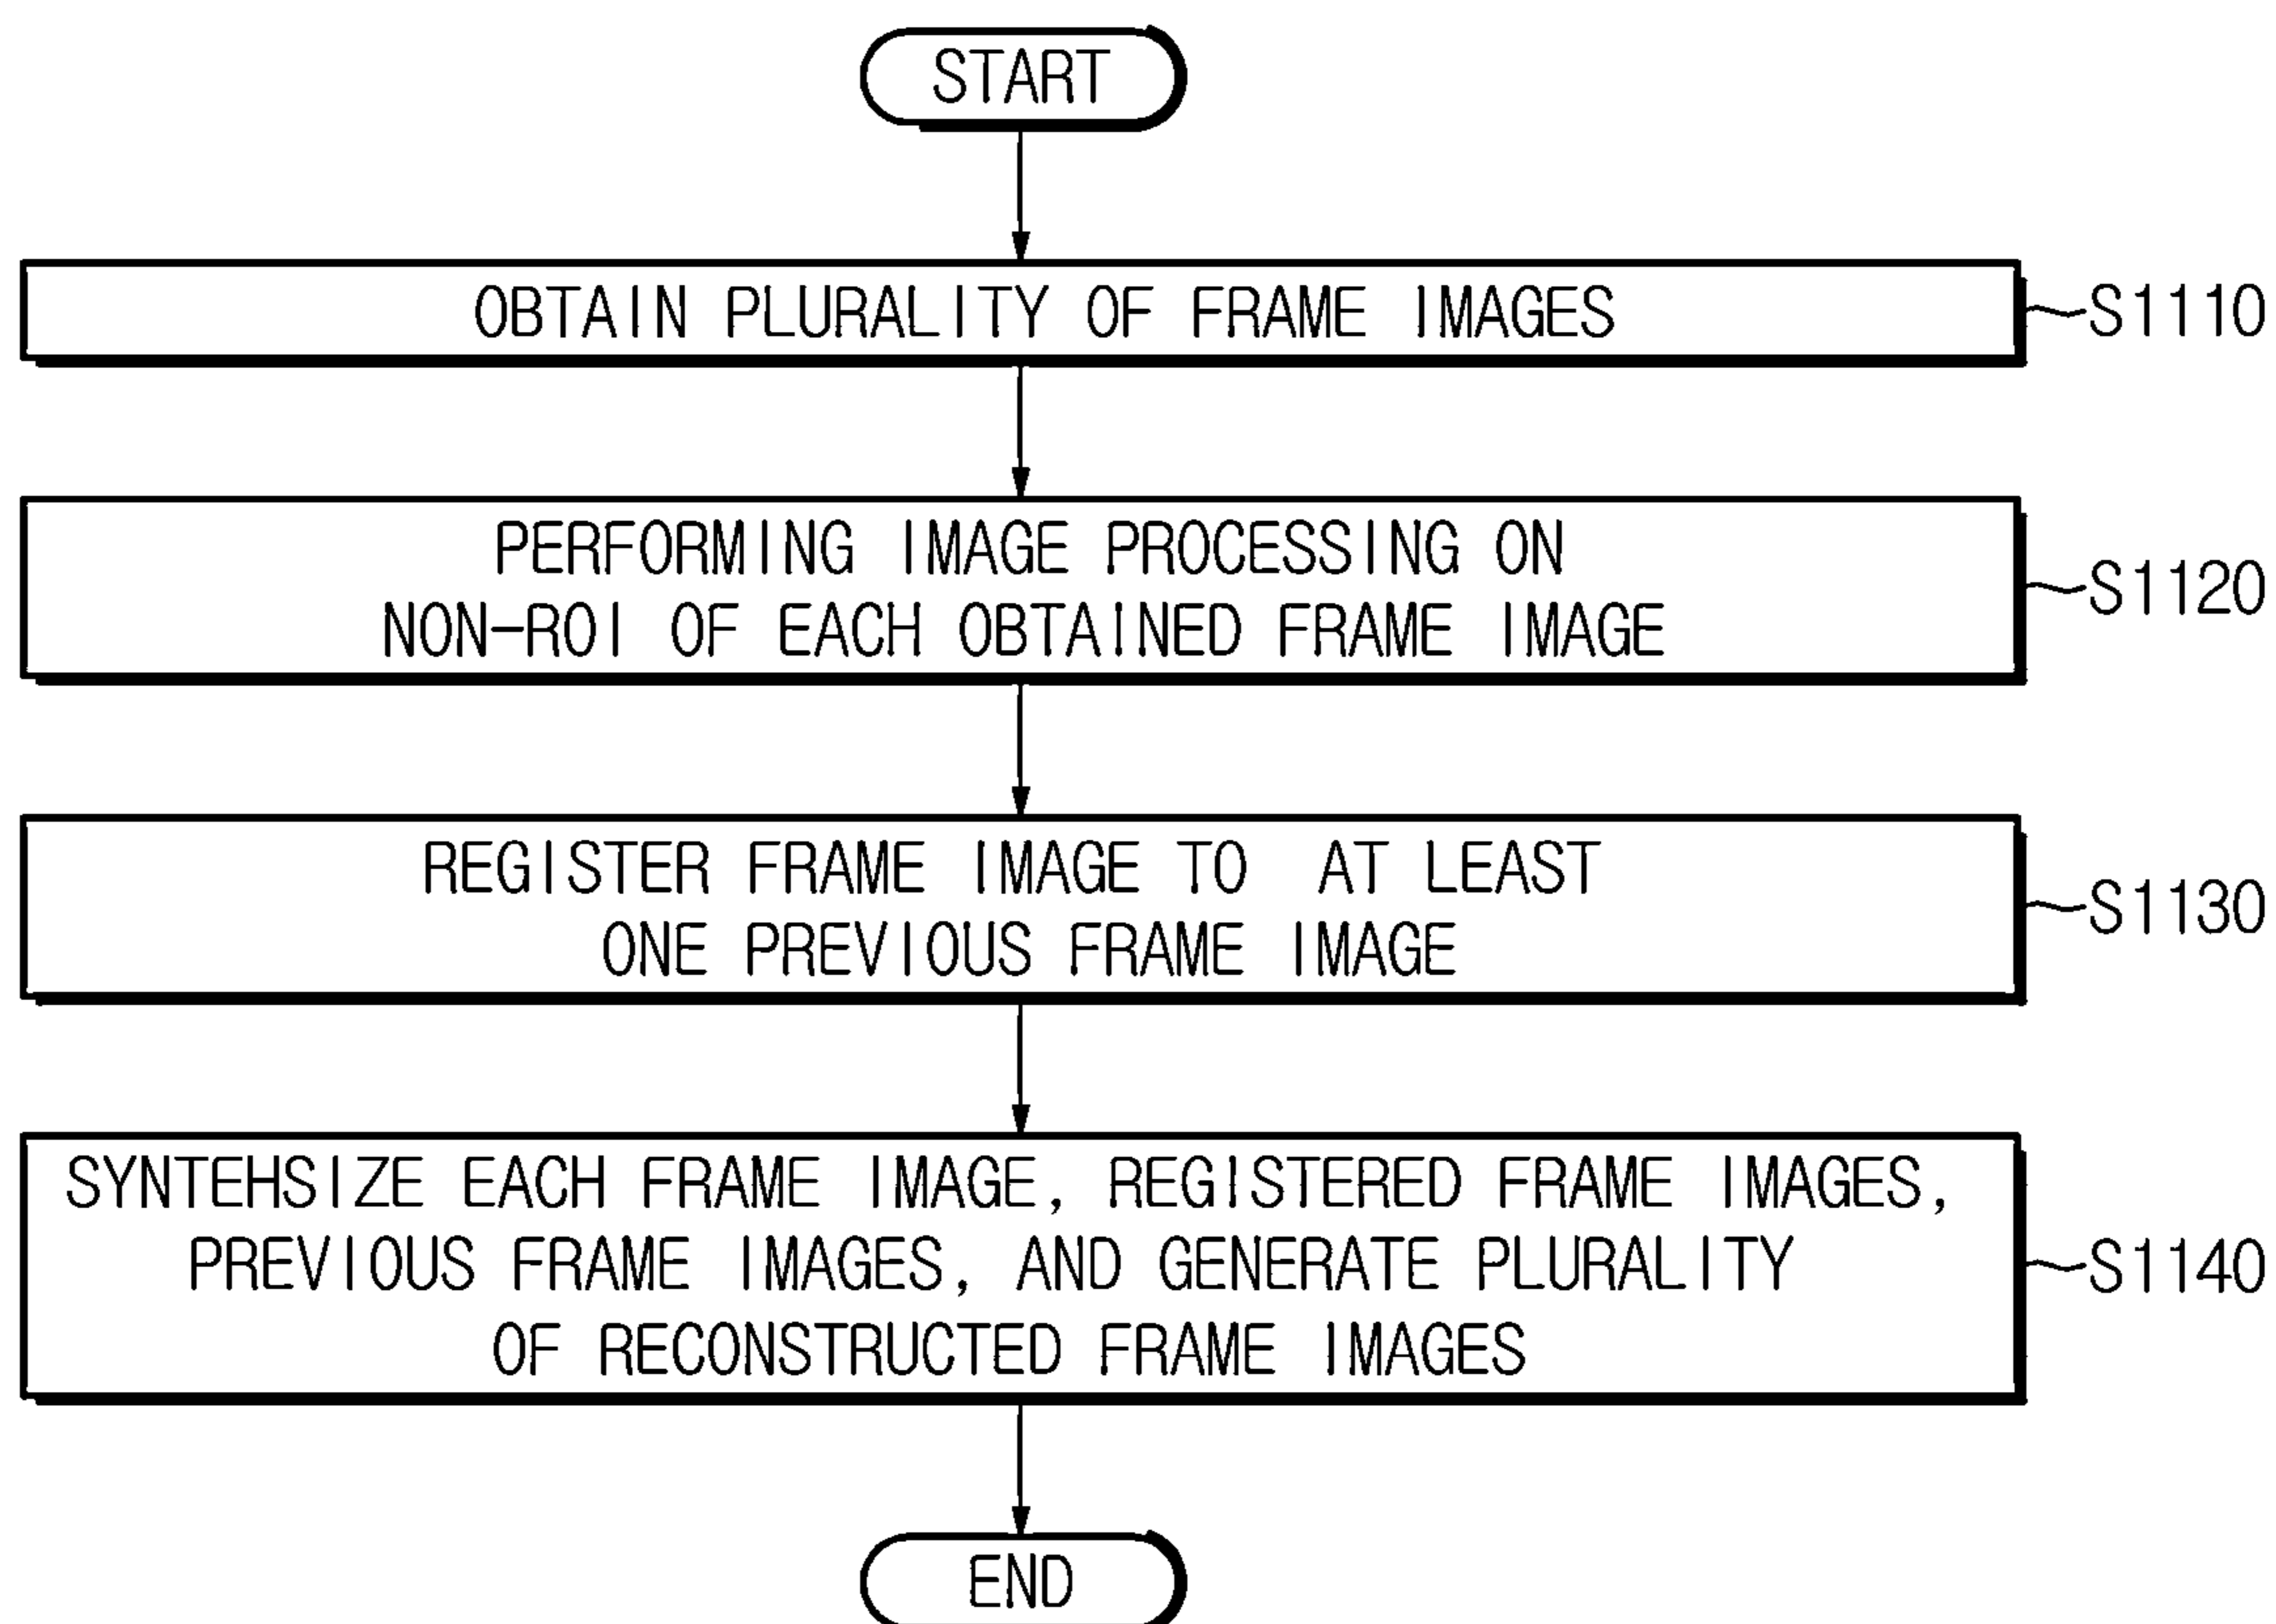 START
OBTAIN PLURALITY OF FRAME IMAGES
S1110
PERFORMING IMAGE PROCESSING ON
NON-ROI OF EACH OBTAINED FRAME IMAGE
S1120
REGISTER FRAME IMAGE TO AT LEAST
ONE PREVIOUS FRAME IMAGE
S1130
SYNTEHSIZE EACH FRAME IMAGE, REGISTERED FRAME IMAGES,
PREVIOUS FRAME IMAGES, AND GENERATE PLURALITY
OF RECONSTRUCTED FRAME IMAGES
S1140
END